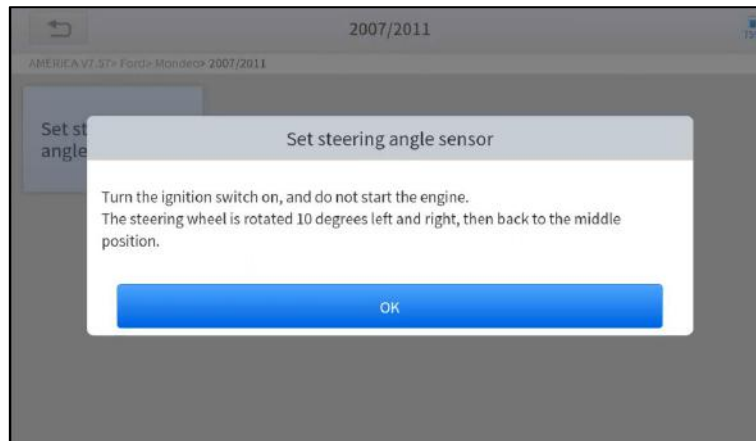 2007/2011
AMERICA V7.57> Ford> Mondeo> 2007/2011
Set st
angle
Set steering angle sensor
Turn the ignition switch on, and do not start the engine.
The steering wheel is rotated 10 degrees left and right, then back to the middle
position.
OK